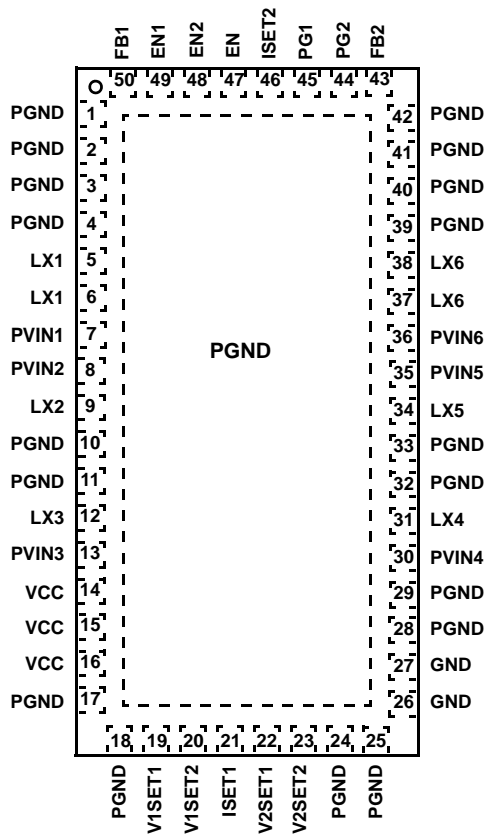 FB1 EN1 EN2 EN ISET2 PG1 PG2 FB2
50 49 48 47 46 45 44 43
PGND 1 42 PGND
PGND 2 41 PGND
PGND 3 40 PGND
PGND 4 39 PGND
LX1 5 38 LX6
LX1 6 37 LX6
PVIN1 7 36 PVIN6
PGND
PVIN2 8 35 PVIN5
LX2 9 34 LX5
PGND 10 33 PGND
PGND 11 32 PGND
LX3 12 31 LX4
PVIN3 13 30 PVIN4
VCC 14 29 PGND
VCC 15 28 PGND
VCC 16 27 GND
PGND 17 26 GND
18 19 20 21 22 23 24 25
PGND V1SET1 V1SET2 ISET1 V2SET1 V2SET2 PGND PGND